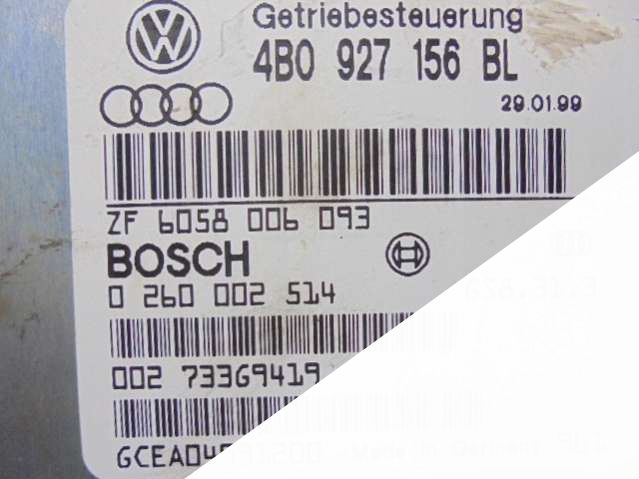 Getriebesteuerung
4B0 927 156 BL
29.01.99
ZF 6058 006 093
BOSCH
0 260 002 514
002 73369419